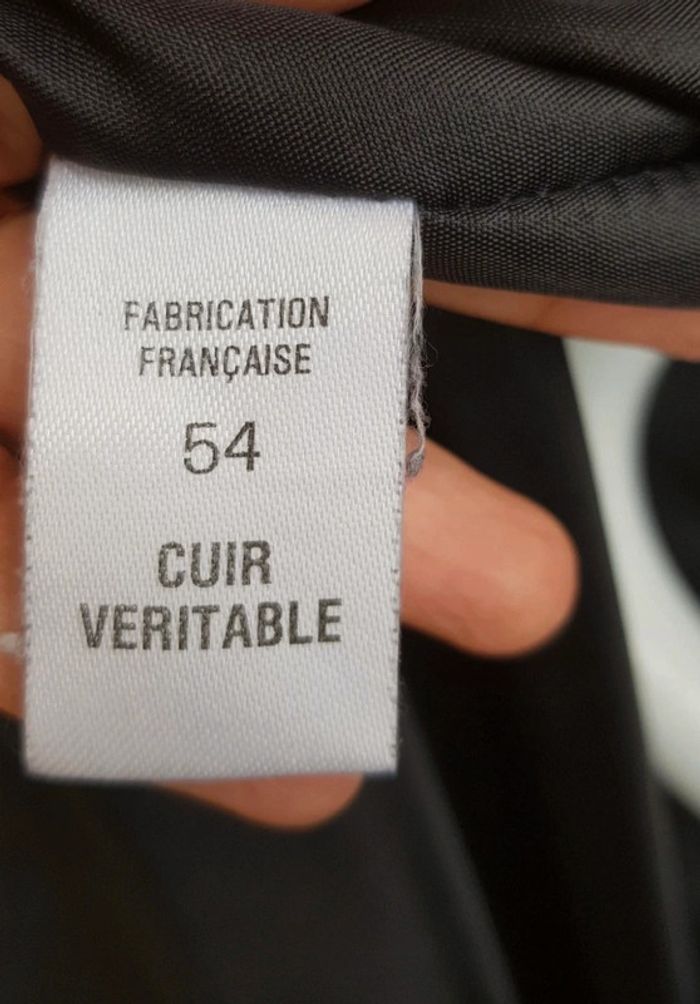 FABRICATION
FRANÇAISE
54
CUIR
VERITABLE